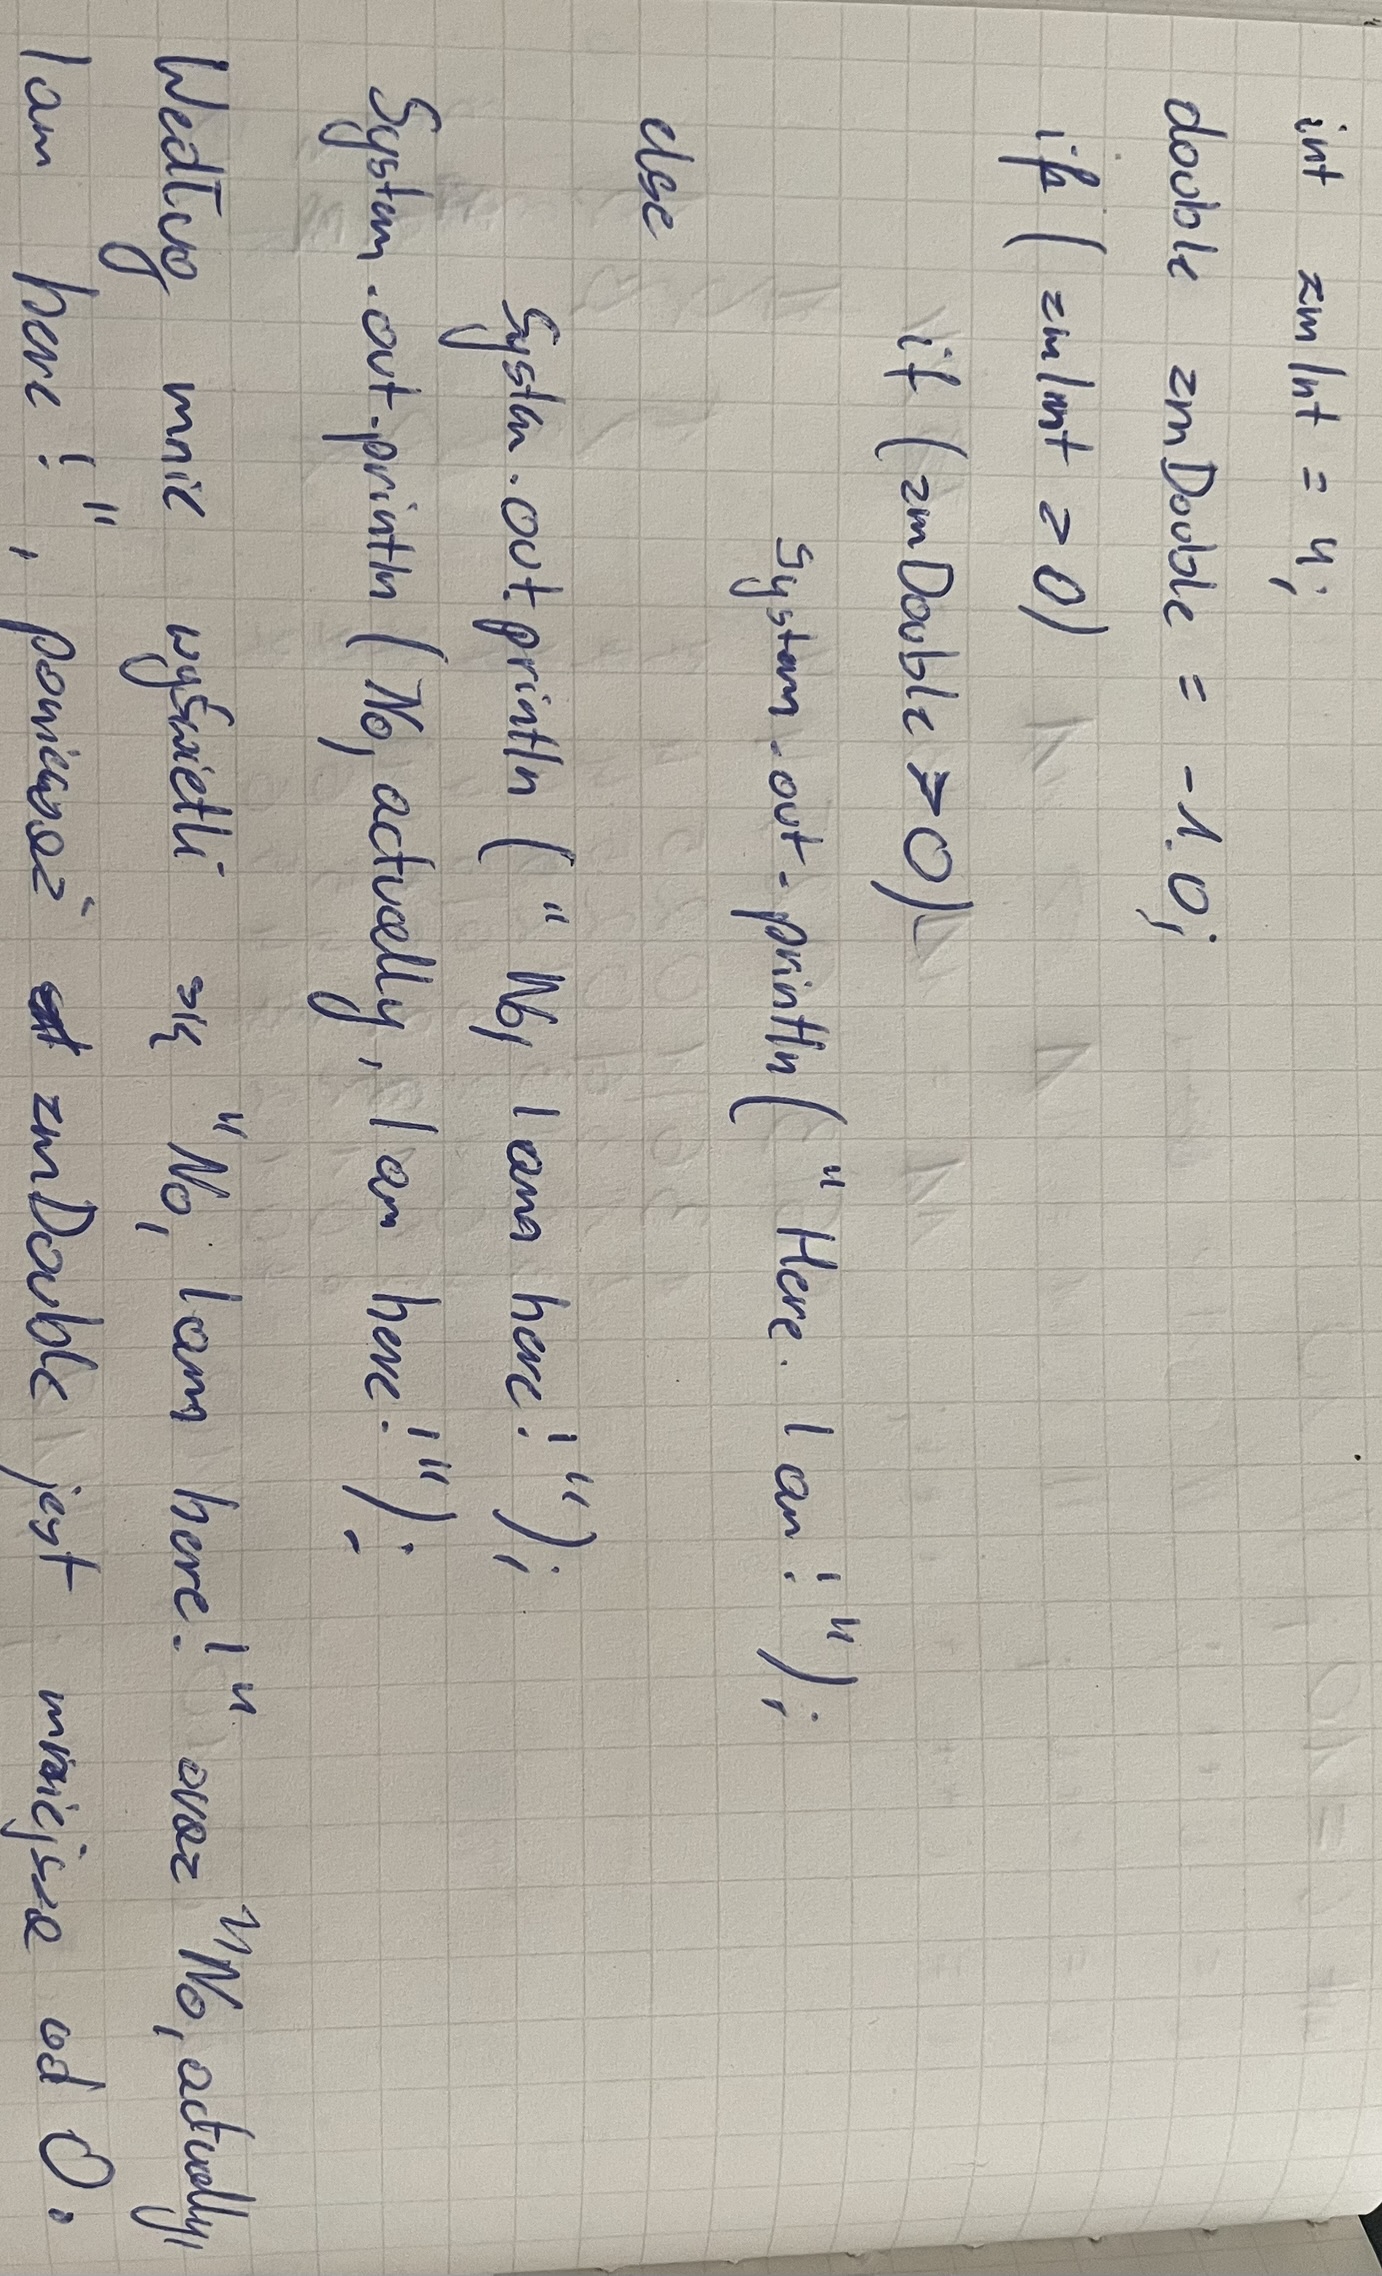 int zmInt = 4;
double zmDouble = -1.0;
if ( zmInt > 0)
if (zmDouble > 0)
System.out.println( " Here. I am! " );
else
System.out println ( " No, I am here! " );
System.out.println ( No, actually, I am here! " );
Według mnie wyświetli się "No, I am here!" oraz "No, actually,
I am here!", ponieważ zmDouble jest mniejsze od 0.